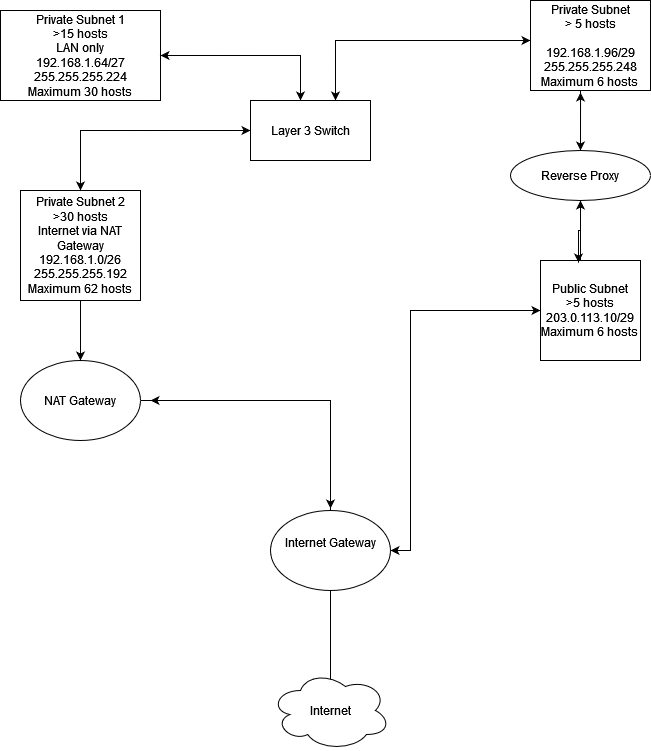 Private Subnet 1
>15 hosts
LAN only
192.168.1.64/27
255.255.255.224
Maximum 30 hosts
Private Subnet
> 5 hosts
192.168.1.96/29
255.255.255.248
Maximum 6 hosts
Layer 3 Switch
Reverse Proxy
Private Subnet 2
>30 hosts
Internet via NAT
Gateway
192.168.1.0/26
255.255.255.192
Maximum 62 hosts
Public Subnet
>5 hosts
203.0.113.10/29
Maximum 6 hosts
NAT Gateway
Internet Gateway
Internet